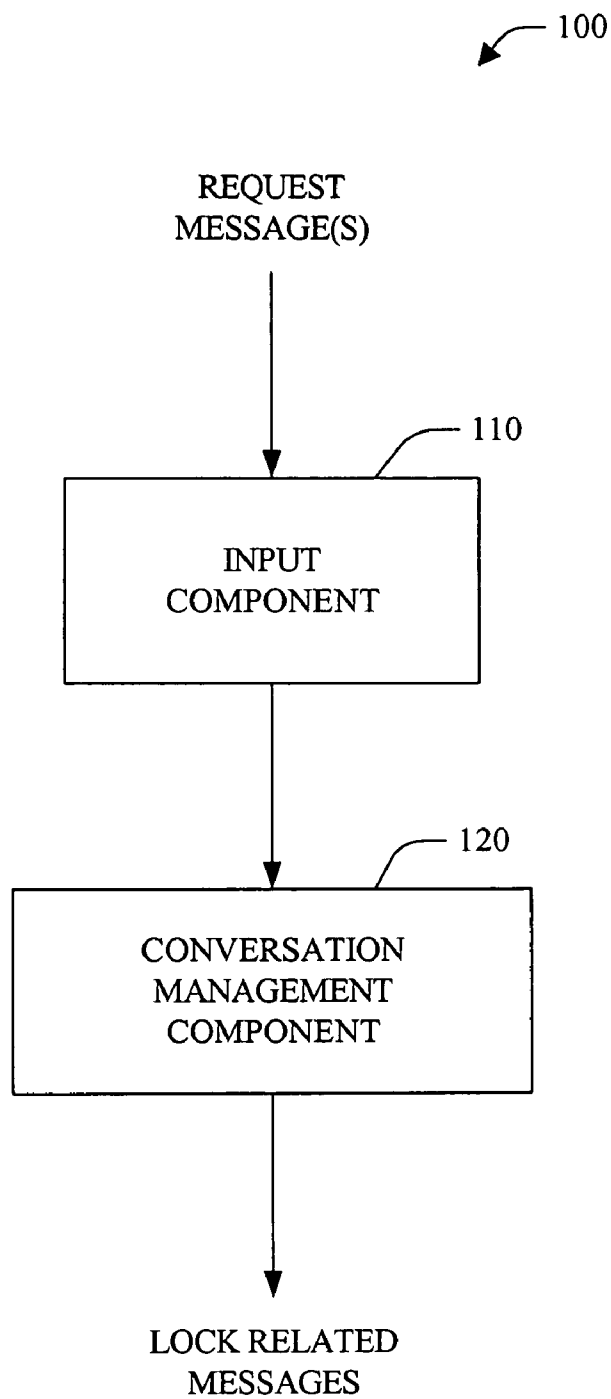 100
REQUEST
MESSAGE(S)
110
INPUT
COMPONENT
120
CONVERSATION
MANAGEMENT
COMPONENT
LOCK RELATED
MESSAGES